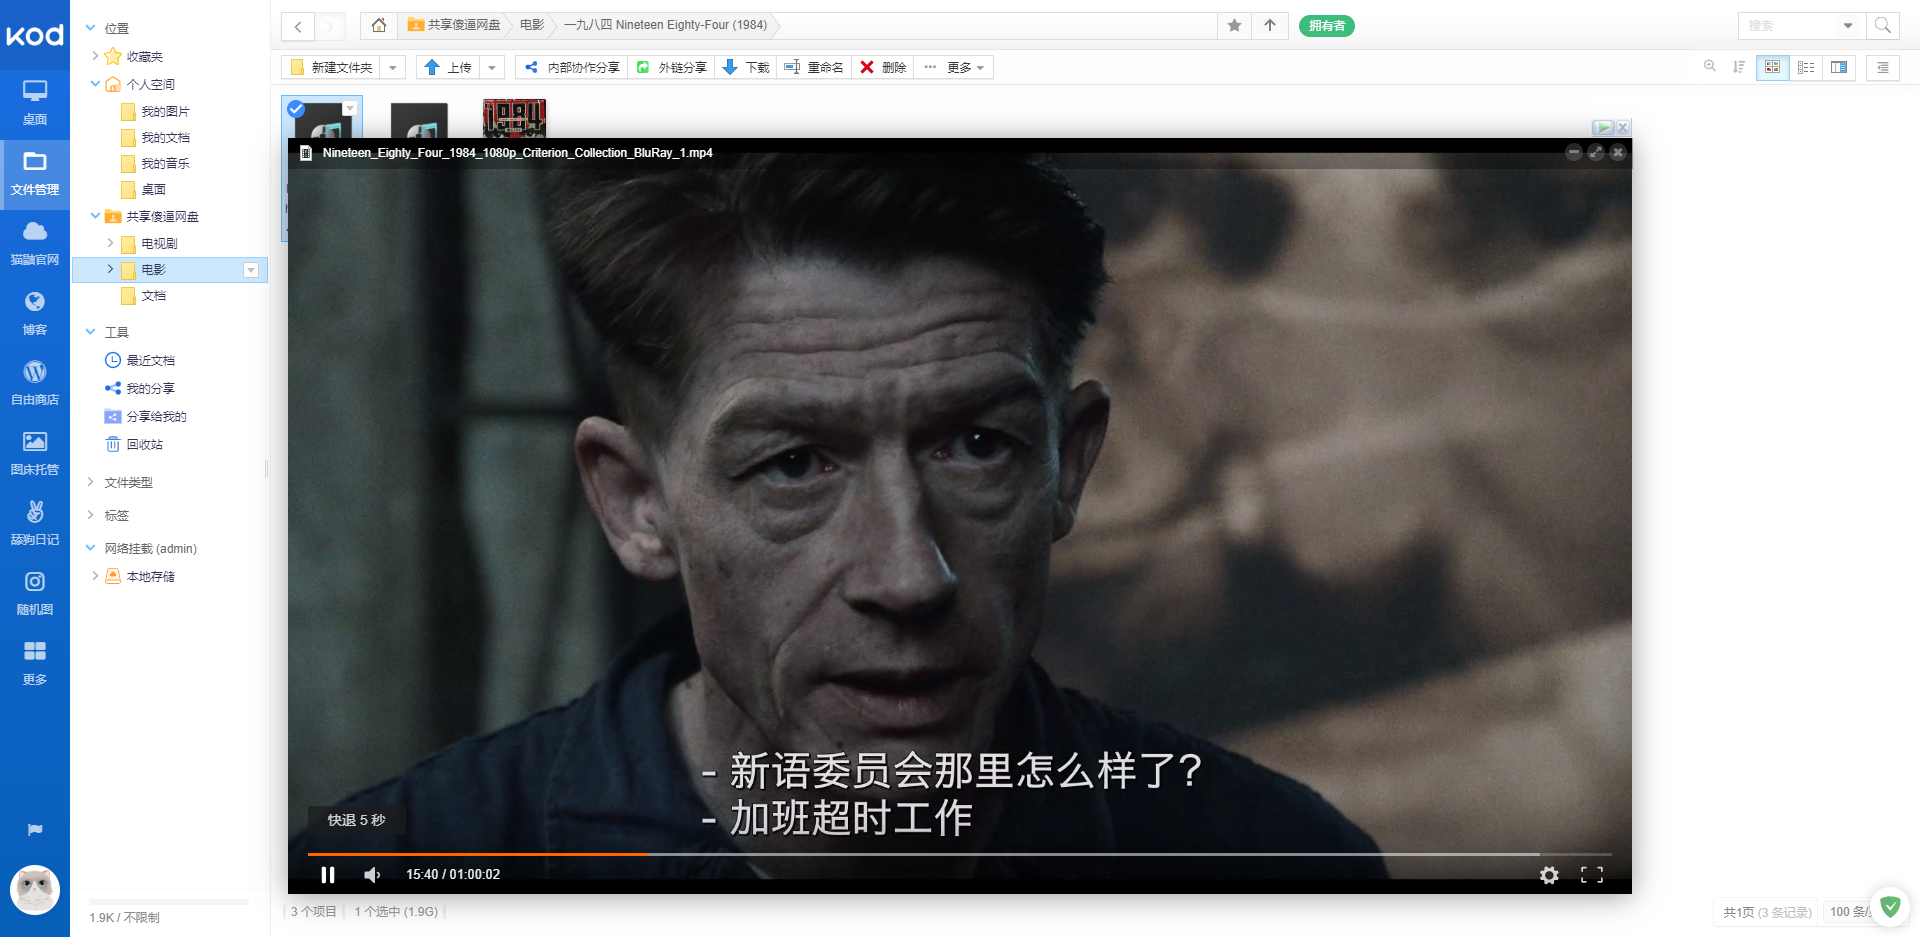 kod
桌面
文件管理
猫鼬官网
博客
自由商店
图床托管
舔狗日记
随机图
更多
位置
收藏夹
个人空间
我的图片
我的文档
我的音乐
桌面
共享傻逼网盘
电视剧
电影
文档
工具
最近文档
我的分享
分享给我的
回收站
文件类型
标签
网络挂载 (admin)
本地存储
1.9K / 不限制
共享傻逼网盘 电影 一九八四 Nineteen Eighty-Four (1984)
拥有者
搜索
新建文件夹 上传 内部协作分享 外链分享 下载 重命名 删除 更多
1984
Nineteen_Eighty_Four_1984_1080p_Criterion_Collection_BluRay_1.mp4
- 新语委员会那里怎么样了?
- 加班超时工作
快退 5 秒
15:40 / 01:00:02
3 个项目 1 个选中 (1.9G)
共1页 (3 条记录) 100 条/